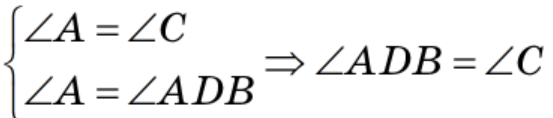 ∠A = ∠C
∠A = ∠ADB ⇒ ∠ADB = ∠C